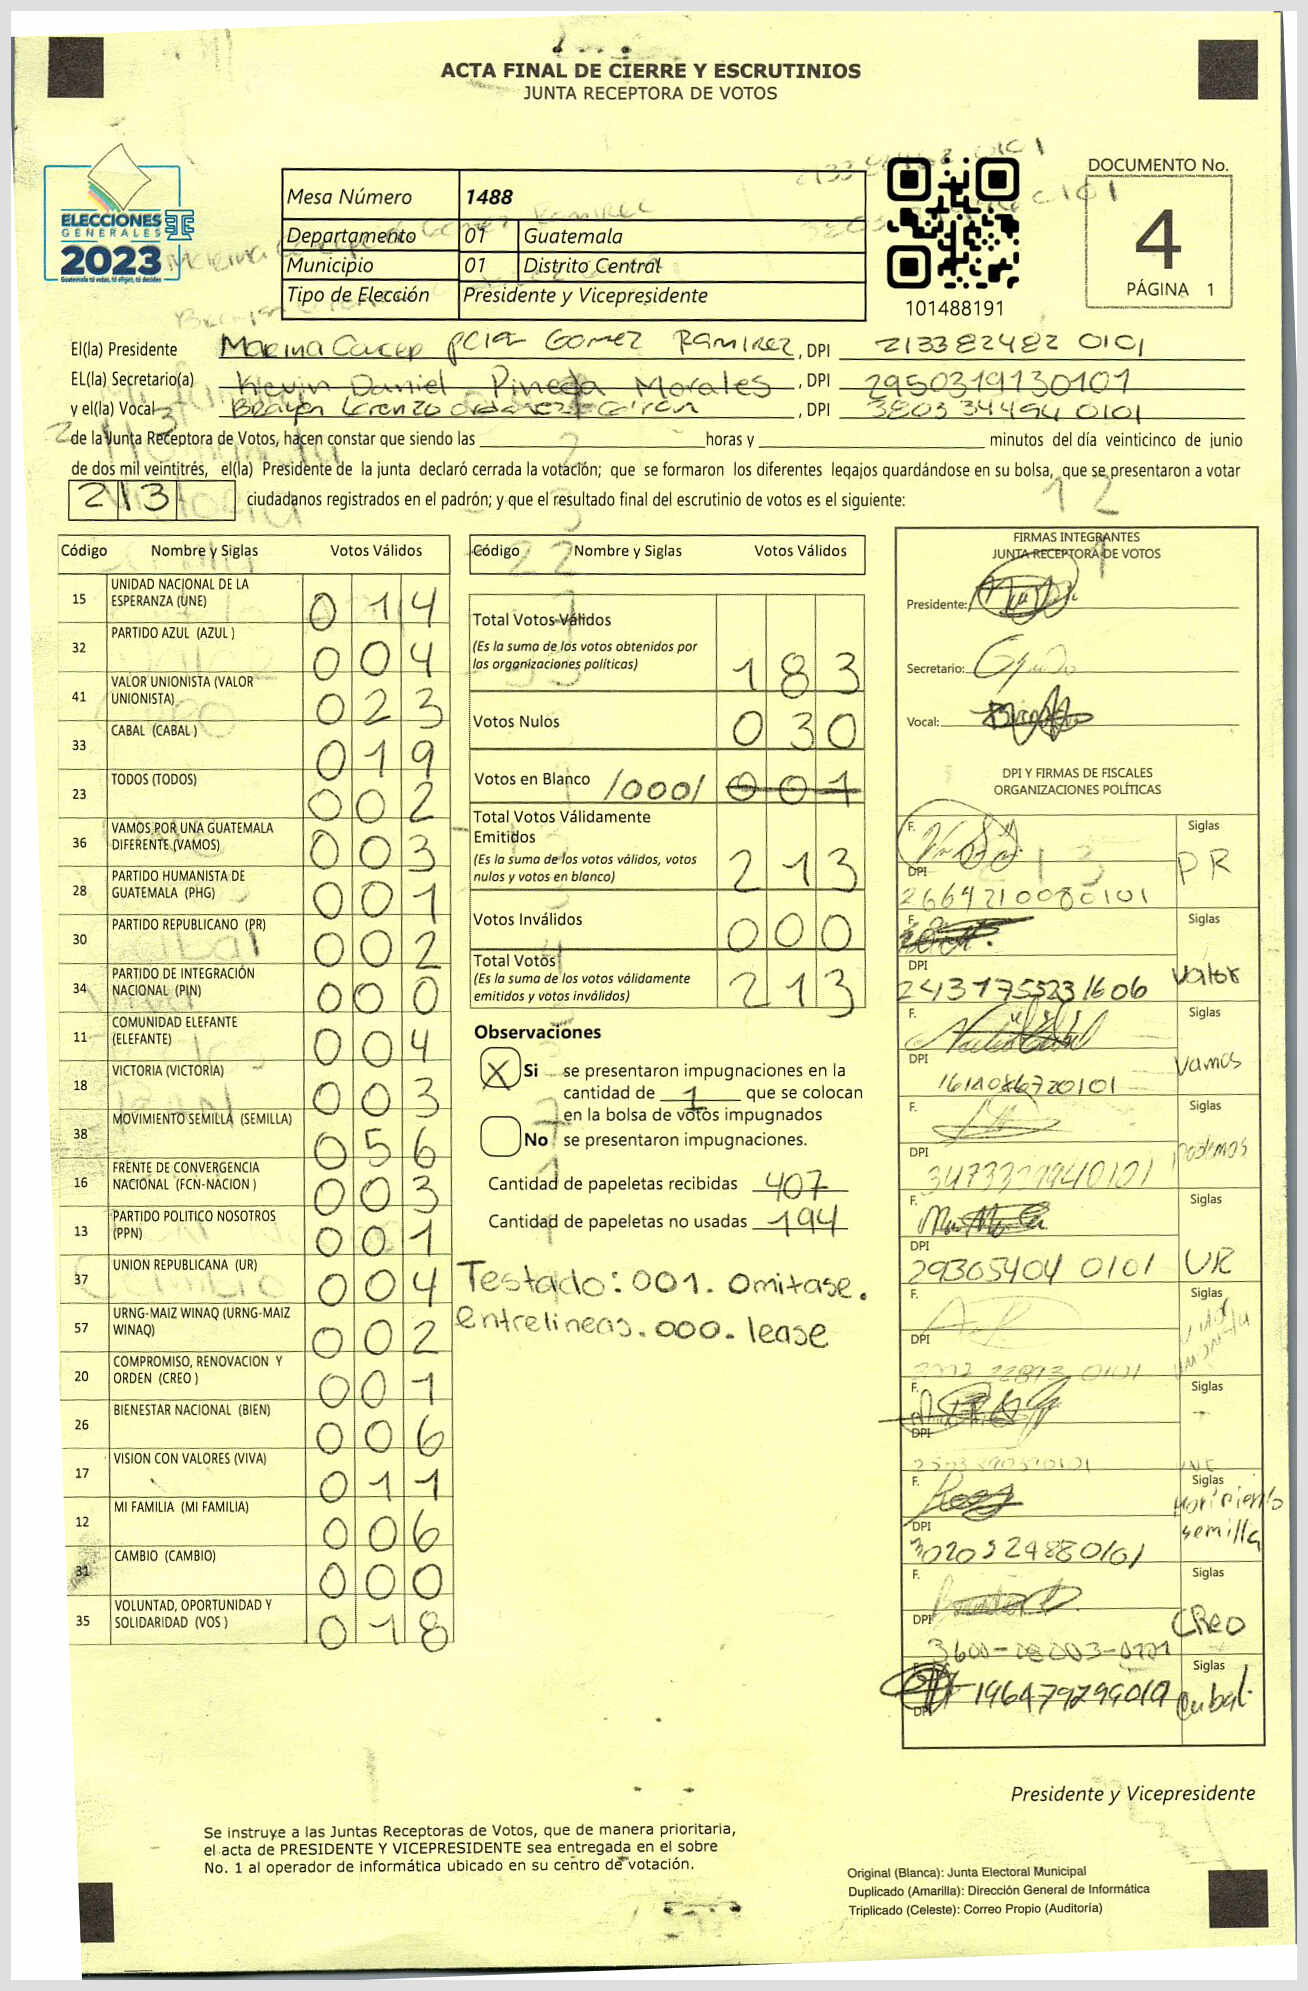 ACTA FINAL DE CIERRE Y ESCRUTINIOS
JUNTA RECEPTORA DE VOTOS
ELECCIONES
GENERALES
2023
Guatemala tú votas, tú eliges, tú decides
Mesa Número 1488
Departamento 01 Guatemala
Municipio 01 Distrito Central
Tipo de Elección Presidente y Vicepresidente
101488191
DOCUMENTO No.
4
PÁGINA 1
El(la) Presidente Marina Gomez Ramirez, DPI 213382482 0101
EL(la) Secretario(a) Kevin Daniel Pineda Morales, DPI 2950319130101
y el(la) Vocal Brayan Lorenzo, DPI 3803 34494 0101
de la Junta Receptora de Votos, hacen constar que siendo las horas y minutos del día veinticinco de junio
de dos mil veintitrés, el(la) Presidente de la junta declaró cerrada la votación; que se formaron los diferentes legajos quardándose en su bolsa, que se presentaron a votar
213 ciudadanos registrados en el padrón; y que el resultado final del escrutinio de votos es el siguiente:
Código Nombre y Siglas Votos Válidos
15 UNIDAD NACIONAL DE LA ESPERANZA (UNE) 014
32 PARTIDO AZUL (AZUL ) 004
41 VALOR UNIONISTA (VALOR UNIONISTA) 023
33 CABAL (CABAL ) 019
23 TODOS (TODOS) 002
36 VAMOS POR UNA GUATEMALA DIFERENTE (VAMOS) 003
28 PARTIDO HUMANISTA DE GUATEMALA (PHG) 001
30 PARTIDO REPUBLICANO (PR) 002
34 PARTIDO DE INTEGRACIÓN NACIONAL (PIN) 000
11 COMUNIDAD ELEFANTE (ELEFANTE) 004
18 VICTORIA (VICTORIA) 003
38 MOVIMIENTO SEMILLA (SEMILLA) 056
16 FRENTE DE CONVERGENCIA NACIONAL (FCN-NACION ) 003
13 PARTIDO POLITICO NOSOTROS (PPN) 001
37 UNION REPUBLICANA (UR) 004
57 URNG-MAIZ WINAQ (URNG-MAIZ WINAQ) 002
20 COMPROMISO, RENOVACION Y ORDEN (CREO ) 001
26 BIENESTAR NACIONAL (BIEN) 006
17 VISION CON VALORES (VIVA) 011
12 MI FAMILIA (MI FAMILIA) 006
31 CAMBIO (CAMBIO) 000
35 VOLUNTAD, OPORTUNIDAD Y SOLIDARIDAD (VOS ) 018
Código Nombre y Siglas Votos Válidos
Total Votos Válidos
(Es la suma de los votos obtenidos por
las organizaciones políticas) 183
Votos Nulos 030
Votos en Blanco /000/ 001
Total Votos Válidamente
Emitidos
(Es la suma de los votos válidos, votos
nulos y votos en blanco) 213
Votos Inválidos 000
Total Votos
(Es la suma de los votos válidamente
emitidos y votos inválidos) 213
Observaciones
X Si se presentaron impugnaciones en la
cantidad de 1 que se colocan
en la bolsa de votos impugnados
No se presentaron impugnaciones.
Cantidad de papeletas recibidas 407
Cantidad de papeletas no usadas 194
Testado: 001. Omitase.
entrelineas. 000. lease
FIRMAS INTEGRANTES
JUNTA RECEPTORA DE VOTOS
Presidente:
Secretario:
Vocal:
DPI Y FIRMAS DE FISCALES
ORGANIZACIONES POLÍTICAS
F. Siglas
PR
DPI
2664210080101
F. Siglas
Valor
DPI
2437755231606
F. Siglas
Vamos
DPI
F. Siglas
Podemos
DPI
F. Siglas
UR
DPI
29305404 0101
F. Siglas
DPI
F. Siglas
UNE
DPI
F. Siglas
Movimiento
semilla
DPI
3020524880101
F. Siglas
CReo
DPI
F. Siglas
Cabal
DPI
Presidente y Vicepresidente
Se instruye a las Juntas Receptoras de Votos, que de manera prioritaria,
el acta de PRESIDENTE Y VICEPRESIDENTE sea entregada en el sobre
No. 1 al operador de informática ubicado en su centro de votación.
Original (Blanca): Junta Electoral Municipal
Duplicado (Amarilla): Dirección General de Informática
Triplicado (Celeste): Correo Propio (Auditoría)